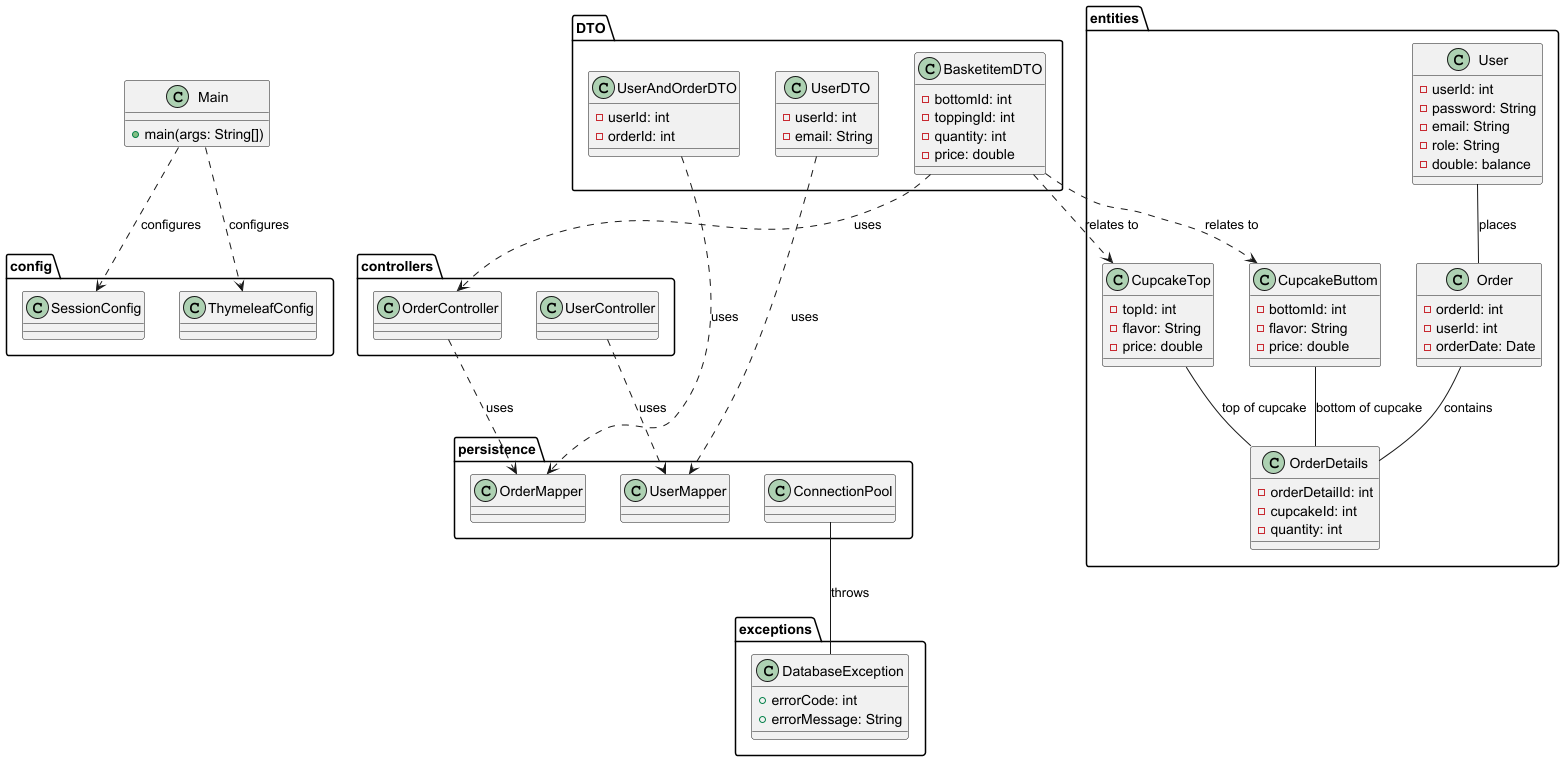 DTO
C UserAndOrderDTO
userId: int
orderId: int
C UserDTO
userId: int
email: String
C BasketitemDTO
bottomId: int
toppingId: int
quantity: int
price: double
entities
C User
userId: int
password: String
email: String
role: String
double: balance
C Main
main(args: String[])
configures
configures
uses
relates to
relates to
places
config
C SessionConfig
C ThymeleafConfig
controllers
C OrderController
C UserController
uses
uses
C CupcakeTop
topId: int
flavor: String
price: double
C CupcakeButtom
bottomId: int
flavor: String
price: double
C Order
orderId: int
userId: int
orderDate: Date
uses
uses
top of cupcake
bottom of cupcake
contains
persistence
C OrderMapper
C UserMapper
C ConnectionPool
C OrderDetails
orderDetailId: int
cupcakeId: int
quantity: int
throws
exceptions
C DatabaseException
errorCode: int
errorMessage: String